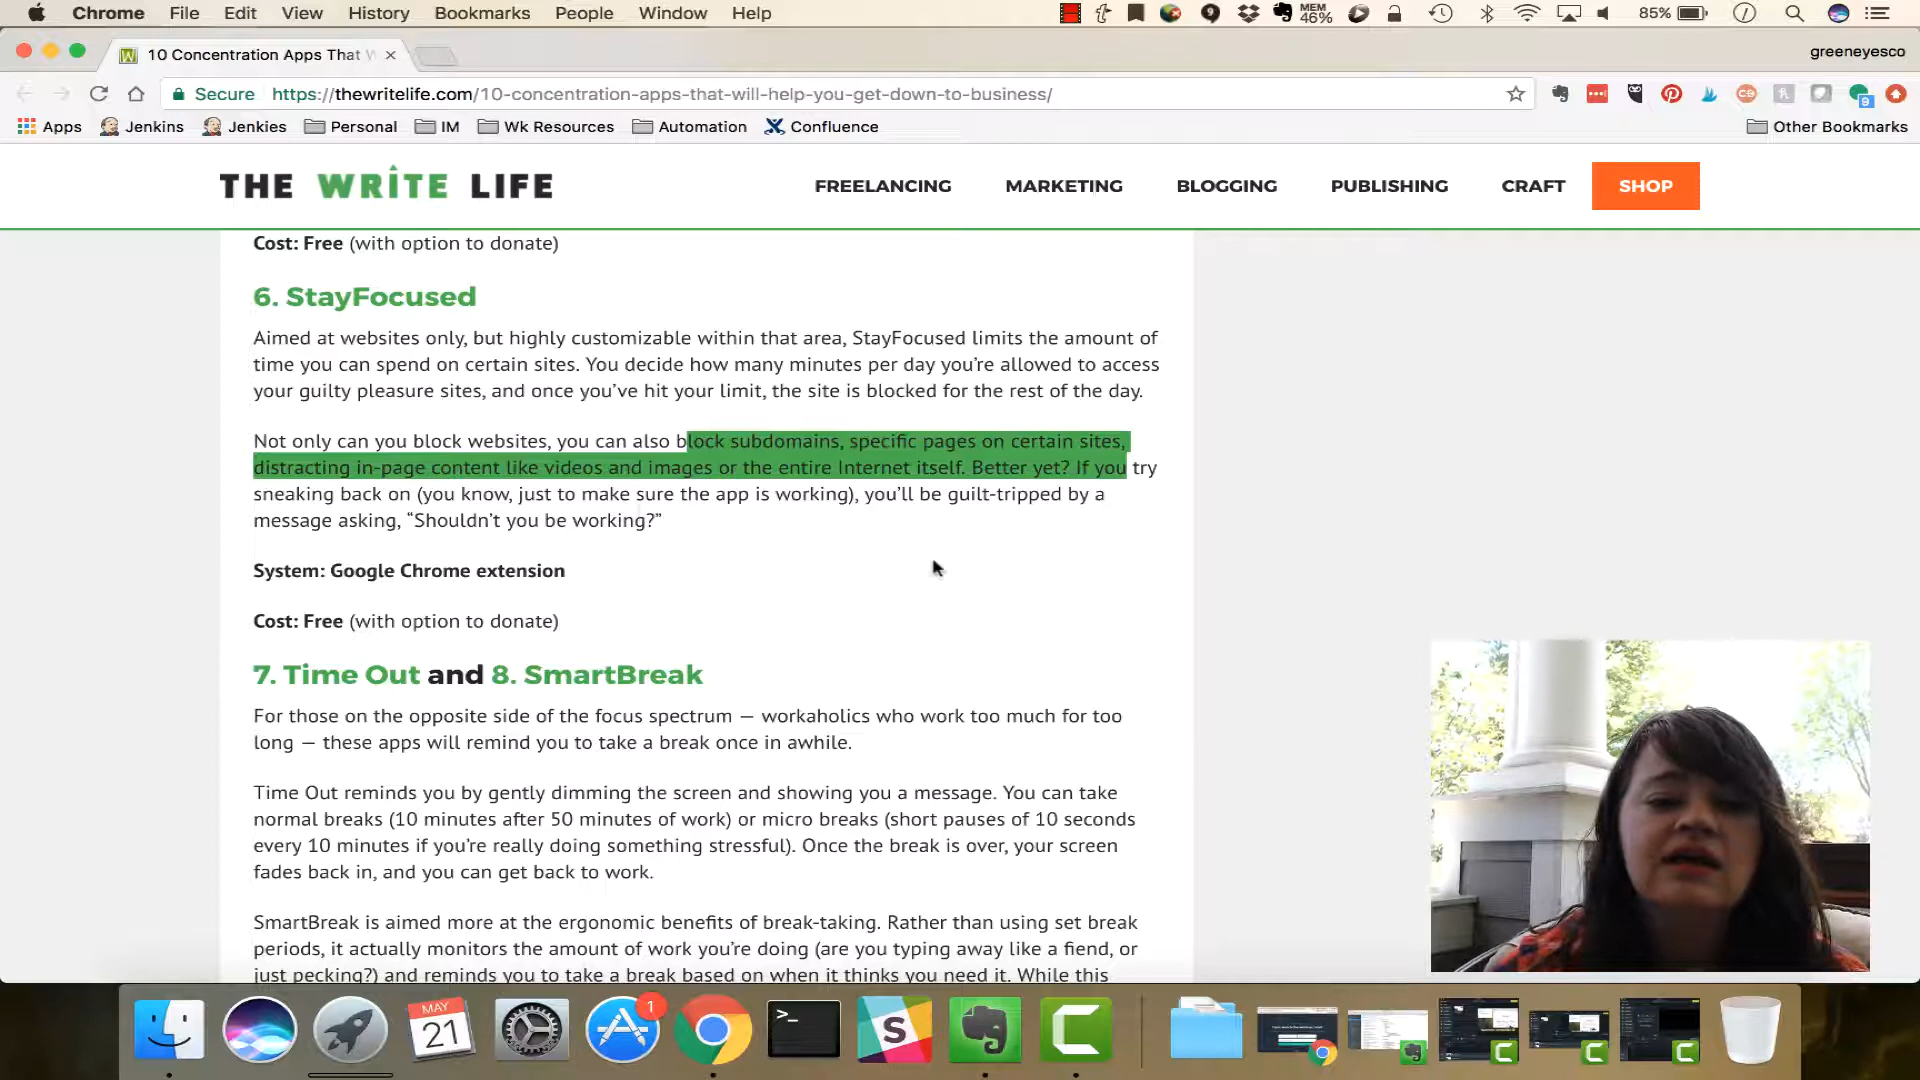 Chrome File Edit View History Bookmarks People Window Help
MEM
46%
85%
10 Concentration Apps That W
greeneyesco
Secure https://thewritelife.com/10-concentration-apps-that-will-help-you-get-down-to-business/
9
Apps Jenkins Jenkies Personal IM Wk Resources Automation Confluence Other Bookmarks
THE WRITE LIFE FREELANCING MARKETING BLOGGING PUBLISHING CRAFT SHOP
Cost: Free (with option to donate)
6. StayFocused
Aimed at websites only, but highly customizable within that area, StayFocused limits the amount of
time you can spend on certain sites. You decide how many minutes per day you’re allowed to access
your guilty pleasure sites, and once you’ve hit your limit, the site is blocked for the rest of the day.
Not only can you block websites, you can also block subdomains, specific pages on certain sites,
distracting in-page content like videos and images or the entire Internet itself. Better yet? If you try
sneaking back on (you know, just to make sure the app is working), you’ll be guilt-tripped by a
message asking, “Shouldn’t you be working?”
System: Google Chrome extension
Cost: Free (with option to donate)
7. Time Out and 8. SmartBreak
For those on the opposite side of the focus spectrum — workaholics who work too much for too
long — these apps will remind you to take a break once in awhile.
Time Out reminds you by gently dimming the screen and showing you a message. You can take
normal breaks (10 minutes after 50 minutes of work) or micro breaks (short pauses of 10 seconds
every 10 minutes if you’re really doing something stressful). Once the break is over, your screen
fades back in, and you can get back to work.
SmartBreak is aimed more at the ergonomic benefits of break-taking. Rather than using set break
periods, it actually monitors the amount of work you’re doing (are you typing away like a fiend, or
just pecking?) and reminds you to take a break based on when it thinks you need it. While this
MAY
21
1